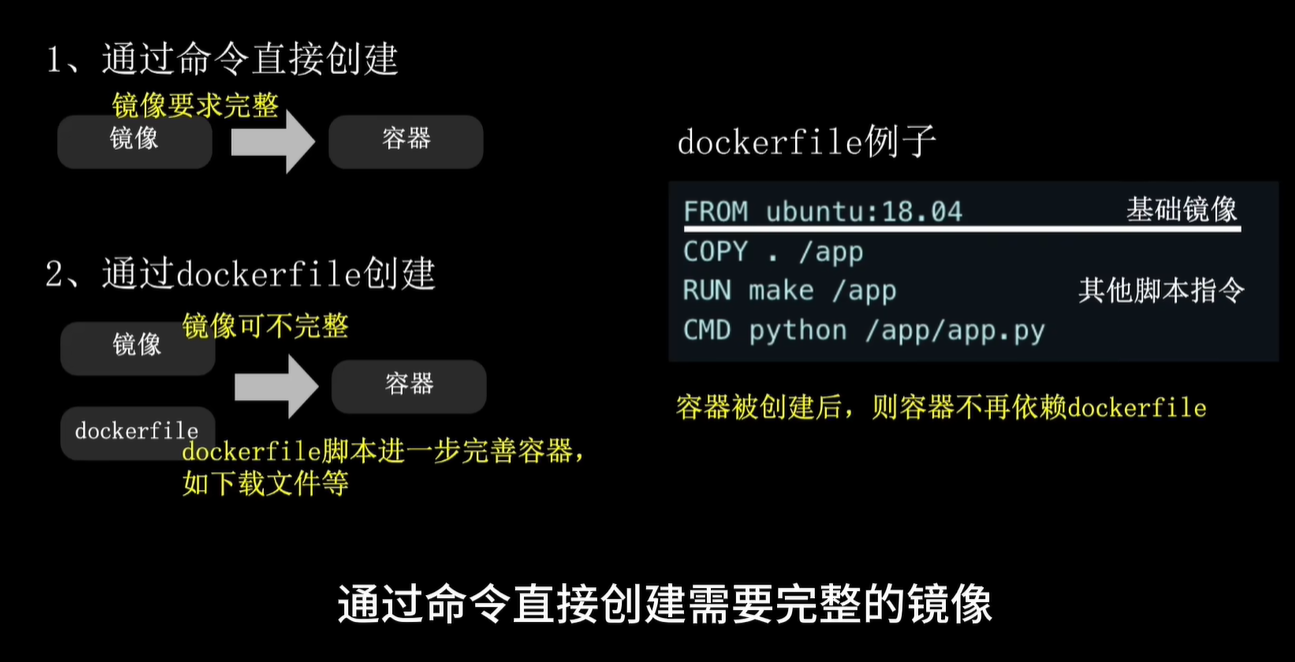 1、通过命令直接创建
镜像要求完整
镜像
容器
2、通过dockerfile创建
镜像可不完整
镜像
容器
dockerfile
dockerfile脚本进一步完善容器，
如下载文件等
dockerfile例子
FROM ubuntu:18.04 基础镜像
COPY . /app
RUN make /app 其他脚本指令
CMD python /app/app.py
容器被创建后，则容器不再依赖dockerfile
通过命令直接创建需要完整的镜像